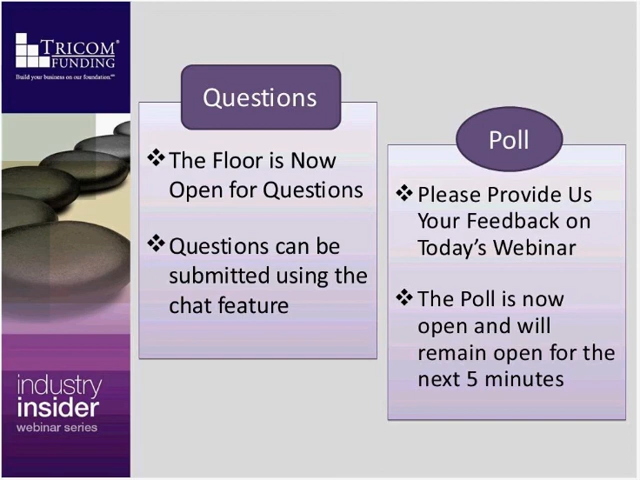 TRICOM®
FUNDING
Build your business on our foundation.℠
Questions
❖The Floor is Now
Open for Questions
❖Questions can be
submitted using the
chat feature
Poll
❖Please Provide Us
Your Feedback on
Today's Webinar
❖The Poll is now
open and will
remain open for the
next 5 minutes
industry
insider
webinar series